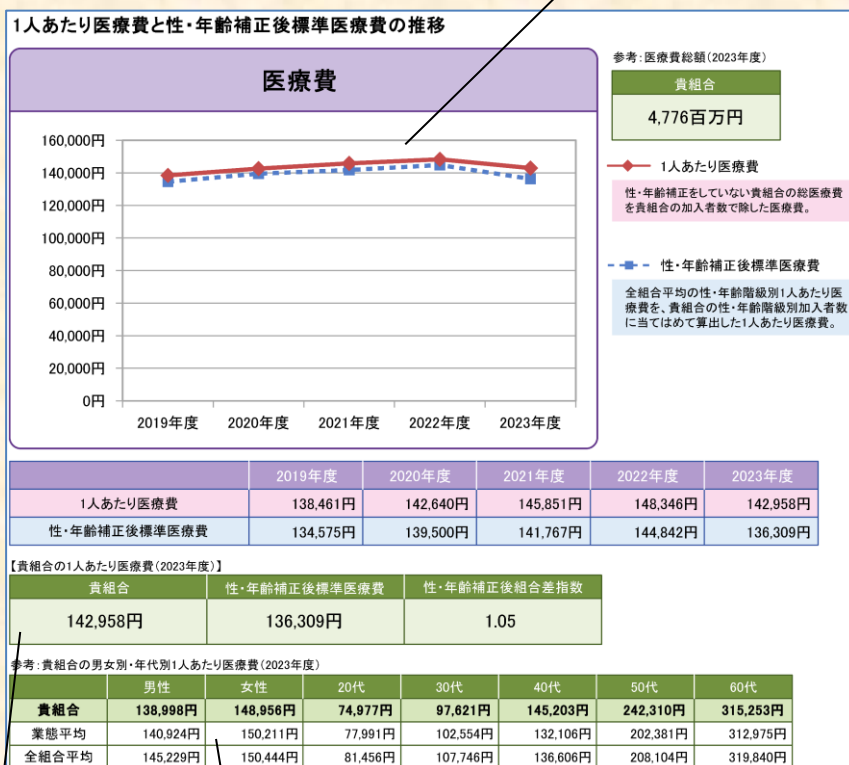 1人あたり医療費と性・年齢補正後標準医療費の推移
医療費
160,000円
140,000円
120,000円
100,000円
80,000円
60,000円
40,000円
20,000円
0円
2019年度 2020年度 2021年度 2022年度 2023年度
参考:医療費総額(2023年度)
貴組合
4,776百万円
1人あたり医療費
性・年齢補正をしていない貴組合の総医療費
を貴組合の加入者数で除した医療費。
性・年齢補正後標準医療費
全組合平均の性・年齢階級別1人あたり医
療費を、貴組合の性・年齢階級別加入者数
に当てはめて算出した1人あたり医療費。
2019年度 2020年度 2021年度 2022年度 2023年度
1人あたり医療費 138,461円 142,640円 145,851円 148,346円 142,958円
性・年齢補正後標準医療費 134,575円 139,500円 141,767円 144,842円 136,309円
【貴組合の1人あたり医療費(2023年度)】
貴組合 性・年齢補正後標準医療費 性・年齢補正後組合差指数
142,958円 136,309円 1.05
参考:貴組合の男女別・年代別1人あたり医療費(2023年度)
男性 女性 20代 30代 40代 50代 60代
貴組合 138,998円 148,956円 74,977円 97,621円 145,203円 242,310円 315,253円
業態平均 140,924円 150,211円 77,991円 102,554円 132,106円 202,381円 312,975円
全組合平均 145,229円 150,444円 81,456円 107,746円 136,606円 208,104円 319,840円